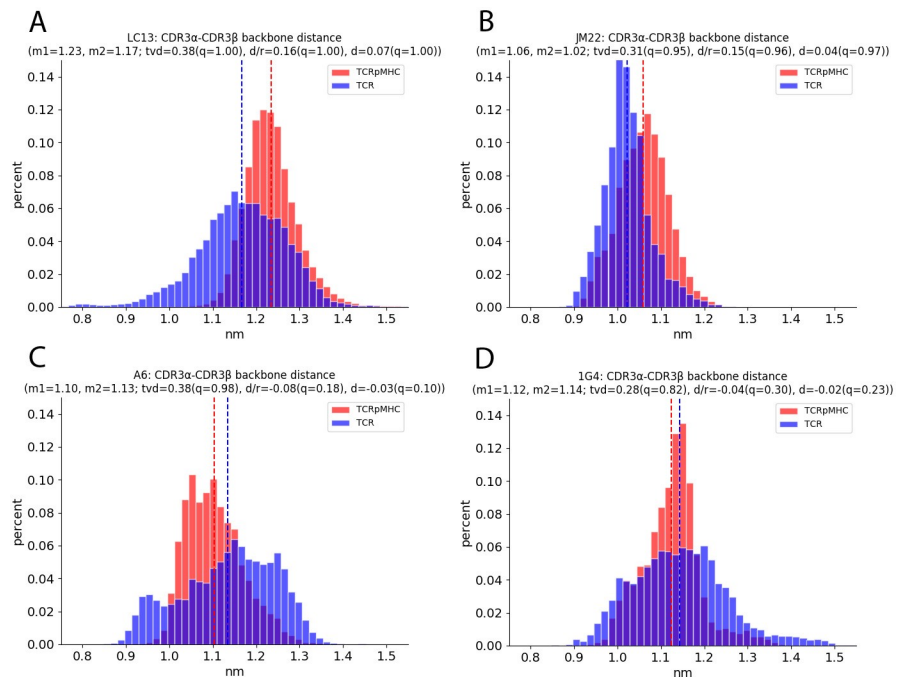 A
LC13: CDR3α-CDR3β backbone distance
(m1=1.23, m2=1.17; tvd=0.38(q=1.00), d/r=0.16(q=1.00), d=0.07(q=1.00))
0.14
0.12
0.10
0.08
0.06
0.04
0.02
0.00
percent
TCRpMHC
TCR
0.8 0.9 1.0 1.1 1.2 1.3 1.4 1.5
nm
B
JM22: CDR3α-CDR3β backbone distance
(m1=1.06, m2=1.02; tvd=0.31(q=0.95), d/r=0.15(q=0.96), d=0.04(q=0.97))
0.14
0.12
0.10
0.08
0.06
0.04
0.02
0.00
percent
TCRpMHC
TCR
0.8 0.9 1.0 1.1 1.2 1.3 1.4 1.5
nm
C
A6: CDR3α-CDR3β backbone distance
(m1=1.10, m2=1.13; tvd=0.38(q=0.98), d/r=-0.08(q=0.18), d=-0.03(q=0.10))
0.14
0.12
0.10
0.08
0.06
0.04
0.02
0.00
percent
TCRpMHC
TCR
0.8 0.9 1.0 1.1 1.2 1.3 1.4 1.5
nm
D
1G4: CDR3α-CDR3β backbone distance
(m1=1.12, m2=1.14; tvd=0.28(q=0.82), d/r=-0.04(q=0.30), d=-0.02(q=0.23))
0.14
0.12
0.10
0.08
0.06
0.04
0.02
0.00
percent
TCRpMHC
TCR
0.8 0.9 1.0 1.1 1.2 1.3 1.4 1.5
nm